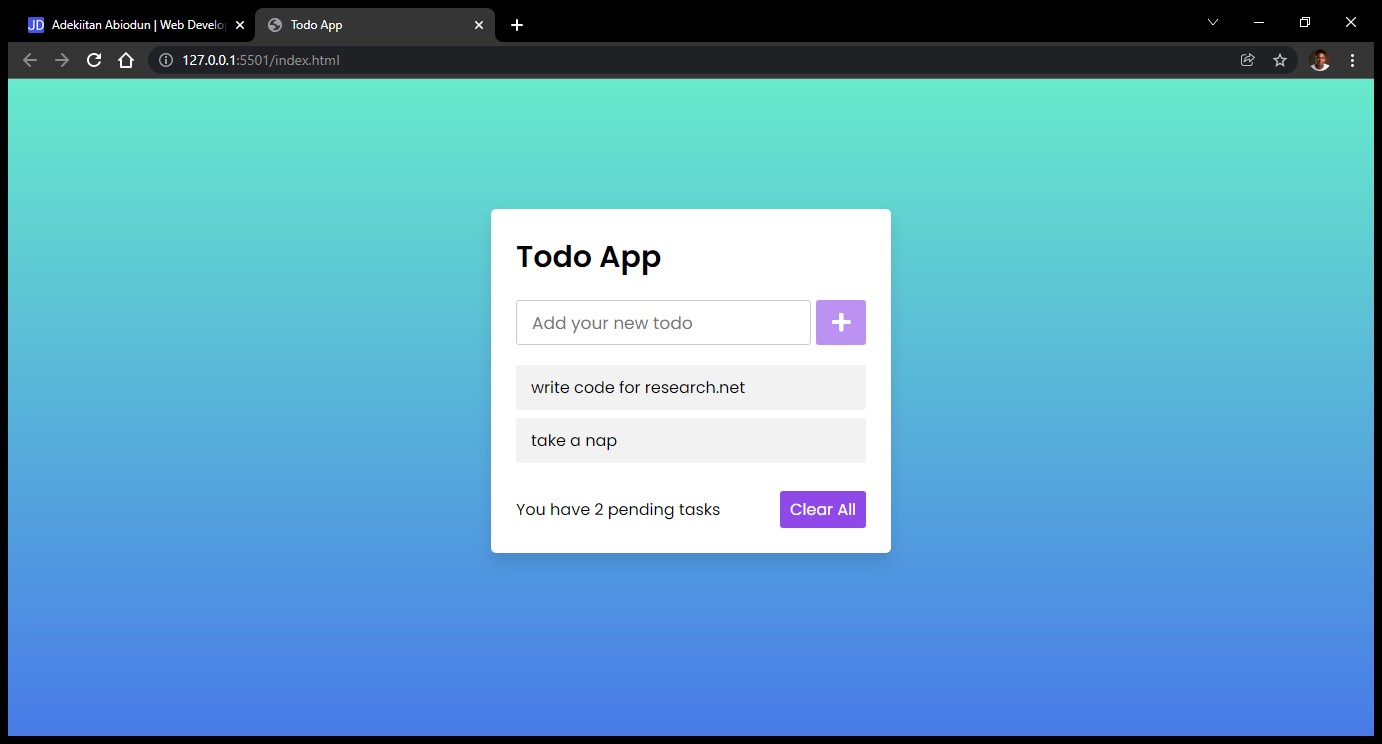 JD Adekiitan Abiodun | Web Develo
Todo App
127.0.0.1:5501/index.html
Todo App
Add your new todo
write code for research.net
take a nap
You have 2 pending tasks
Clear All